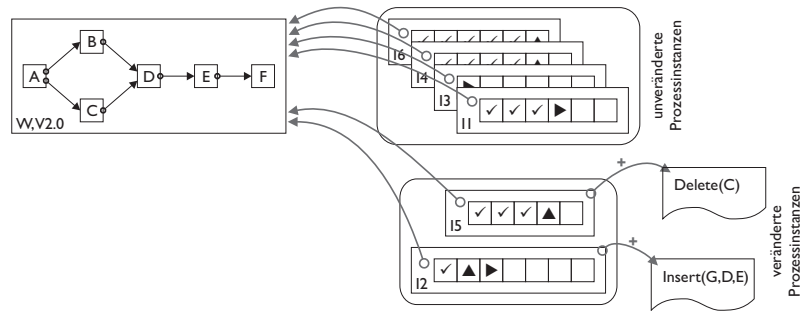 A
B
C
D
E
F
W,V2.0
I6
I4
I3
I1
unveränderte
Prozessinstanzen
I5
I2
+
Delete(C)
+
Insert(G,D,E)
veränderte
Prozessinstanzen